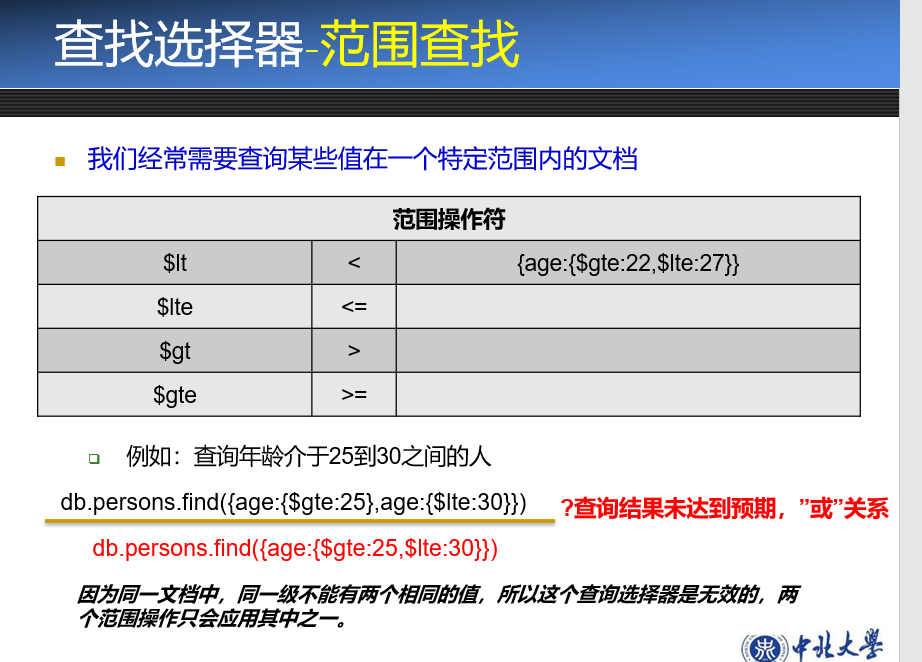 查找选择器-范围查找
我们经常需要查询某些值在一个特定范围内的文档
范围操作符
$lt < {age:{$gte:22,$lte:27}}
$lte <=
$gt >
$gte >=
例如：查询年龄介于25到30之间的人
db.persons.find({age:{$gte:25},age:{$lte:30}}) ?查询结果未达到预期，”或”关系
db.persons.find({age:{$gte:25,$lte:30}})
因为同一文档中，同一级不能有两个相同的值，所以这个查询选择器是无效的，两
个范围操作只会应用其中之一。
中北大学